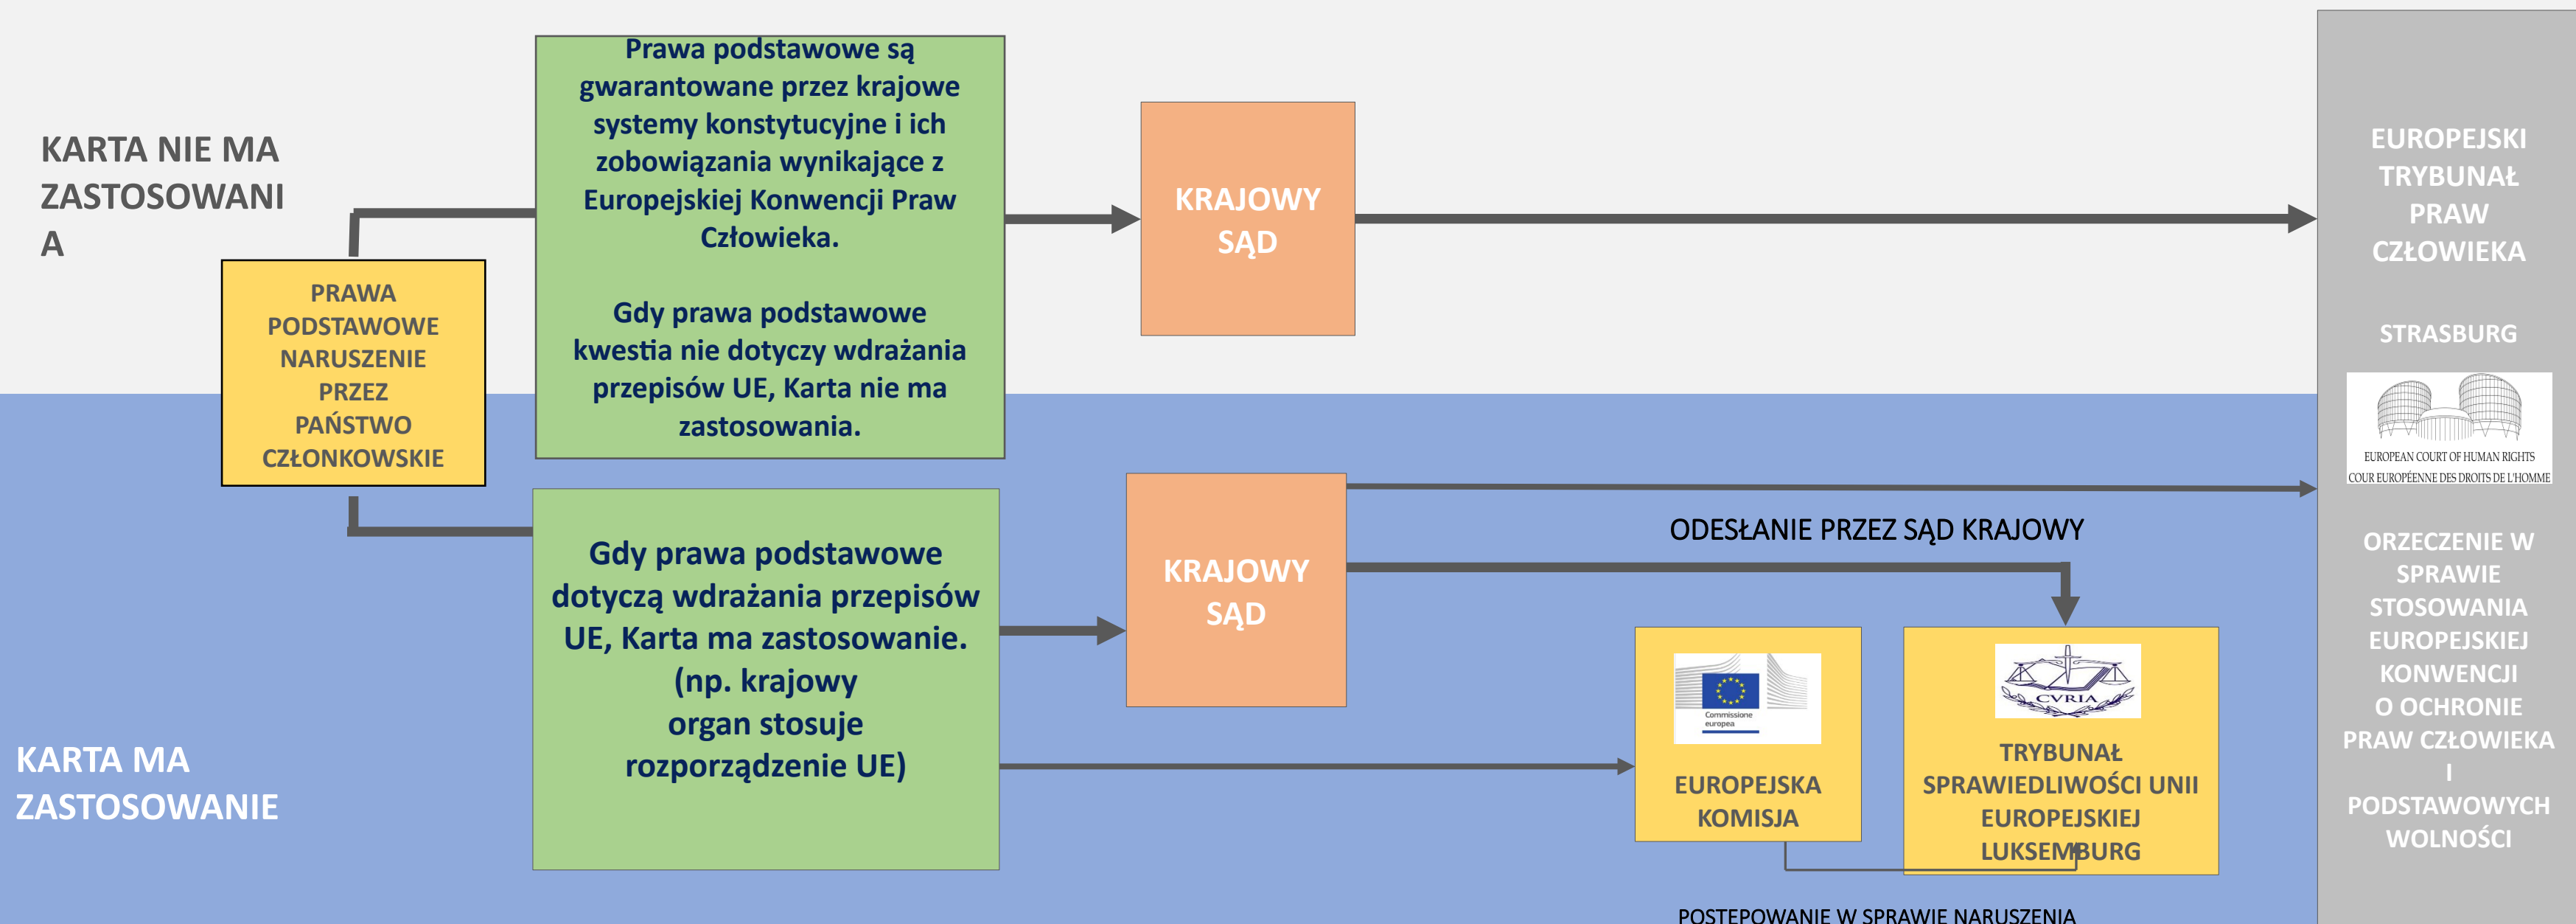 KARTA NIE MA
ZASTOSOWANI
A
PRAWA
PODSTAWOWE
NARUSZENIE
PRZEZ
PAŃSTWO
CZŁONKOWSKIE
Prawa podstawowe są
gwarantowane przez krajowe
systemy konstytucyjne i ich
zobowiązania wynikające z
Europejskiej Konwencji Praw
Człowieka.
Gdy prawa podstawowe
kwestia nie dotyczy wdrażania
przepisów UE, Karta nie ma
zastosowania.
KRAJOWY
SĄD
KARTA MA
ZASTOSOWANIE
Gdy prawa podstawowe
dotyczą wdrażania przepisów
UE, Karta ma zastosowanie.
(np. krajowy
organ stosuje
rozporządzenie UE)
KRAJOWY
SĄD
ODESŁANIE PRZEZ SĄD KRAJOWY
Commissione
europea
EUROPEJSKA
KOMISJA
CVRIA
TRYBUNAŁ
SPRAWIEDLIWOŚCI UNII
EUROPEJSKIEJ
LUKSEMBURG
POSTĘPOWANIE W SPRAWIE NARUSZENIA
EUROPEJSKI
TRYBUNAŁ
PRAW
CZŁOWIEKA
STRASBURG
EUROPEAN COURT OF HUMAN RIGHTS
COUR EUROPÉENNE DES DROITS DE L'HOMME
ORZECZENIE W
SPRAWIE
STOSOWANIA
EUROPEJSKIEJ
KONWENCJI
O OCHRONIE
PRAW CZŁOWIEKA
I
PODSTAWOWYCH
WOLNOŚCI